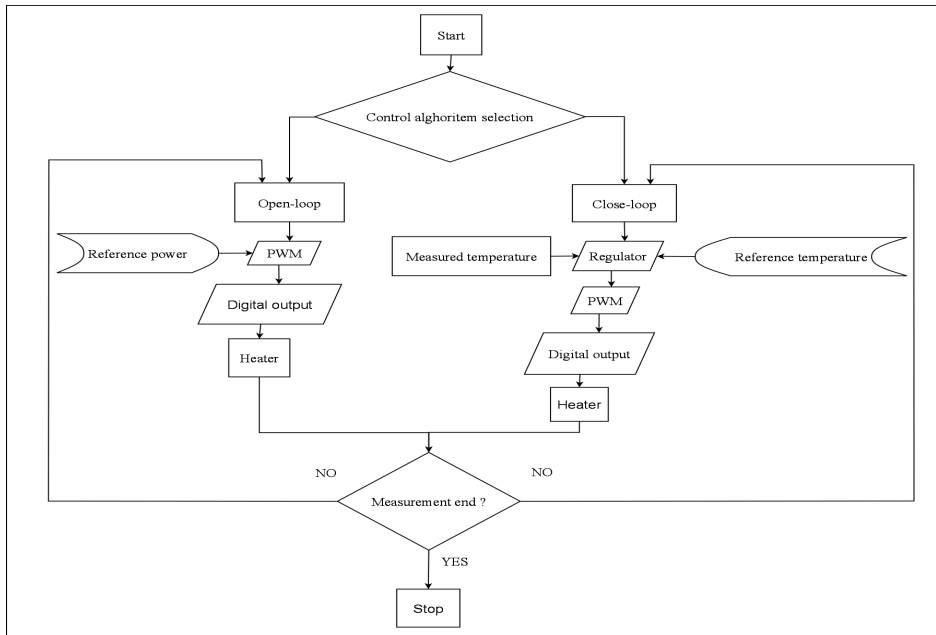 Start
Control alghoritem selection
Open-loop
Close-loop
Reference power
PWM
Measured temperature
Regulator
Reference temperature
Digital output
PWM
Heater
Digital output
Heater
NO
NO
Measurement end ?
YES
Stop